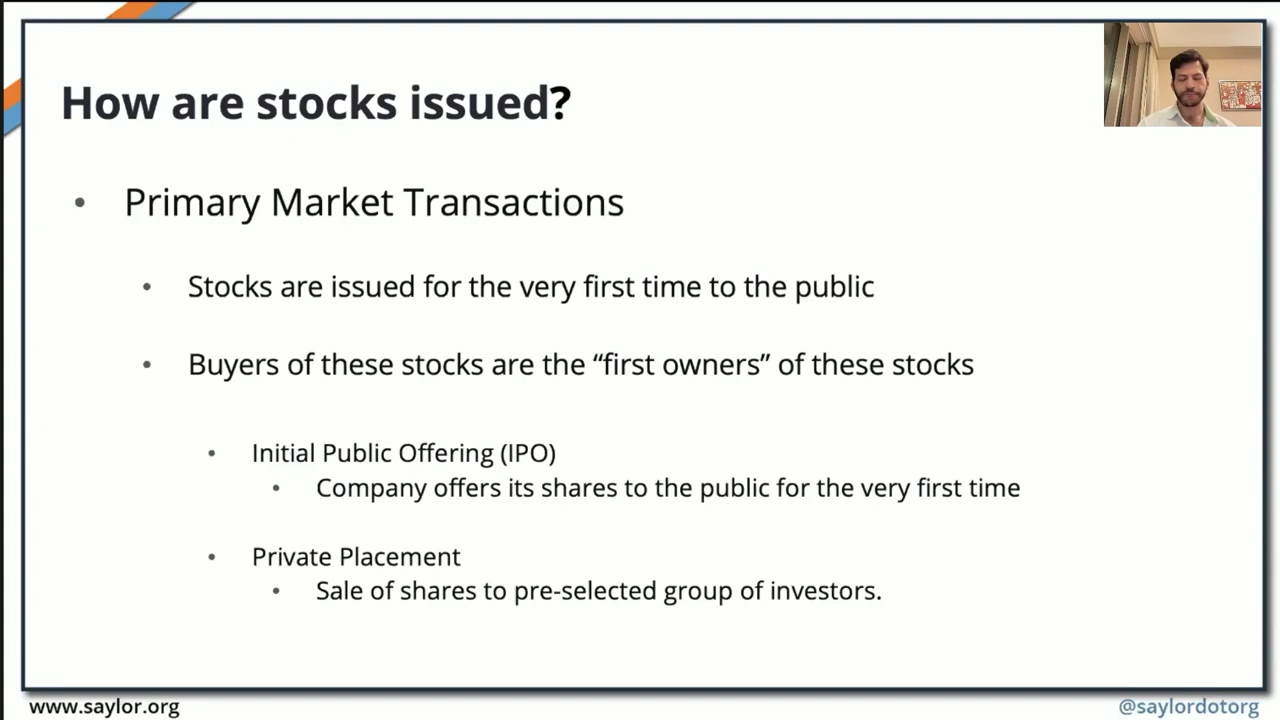 How are stocks issued?
• Primary Market Transactions
• Stocks are issued for the very first time to the public
• Buyers of these stocks are the “first owners” of these stocks
• Initial Public Offering (IPO)
• Company offers its shares to the public for the very first time
• Private Placement
• Sale of shares to pre-selected group of investors.
www.saylor.org
@saylordotorg